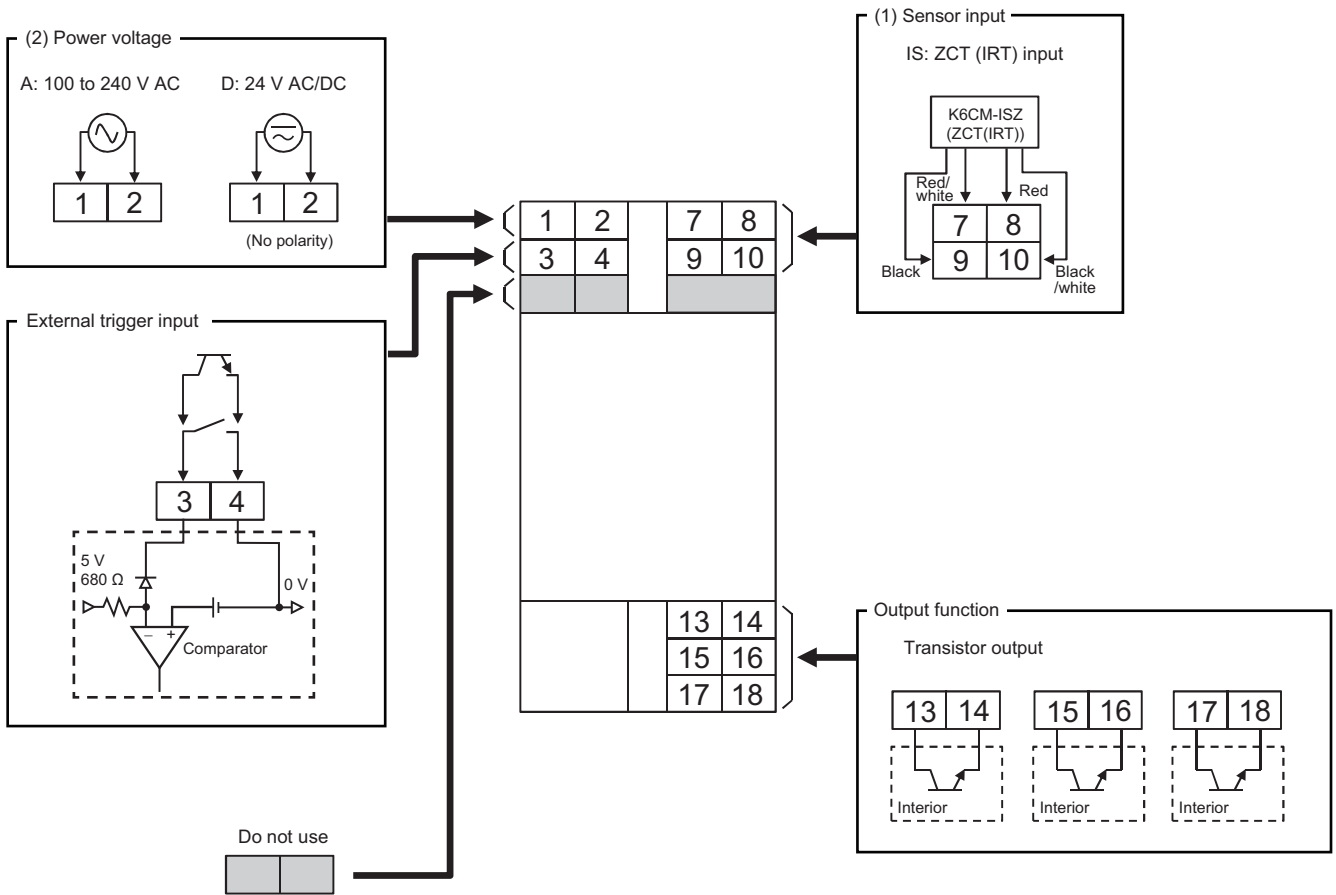 (2) Power voltage
A: 100 to 240 V AC
D: 24 V AC/DC
1 2
1 2
(No polarity)
External trigger input
3 4
5 V
680 Ω
0 V
– +
Comparator
Do not use
1 2 7 8
3 4 9 10
13 14
15 16
17 18
(1) Sensor input
IS: ZCT (IRT) input
K6CM-ISZ
(ZCT(IRT))
Red/
white
Red
7 8
9 10
Black
Black
/white
Output function
Transistor output
13 14
15 16
17 18
Interior
Interior
Interior